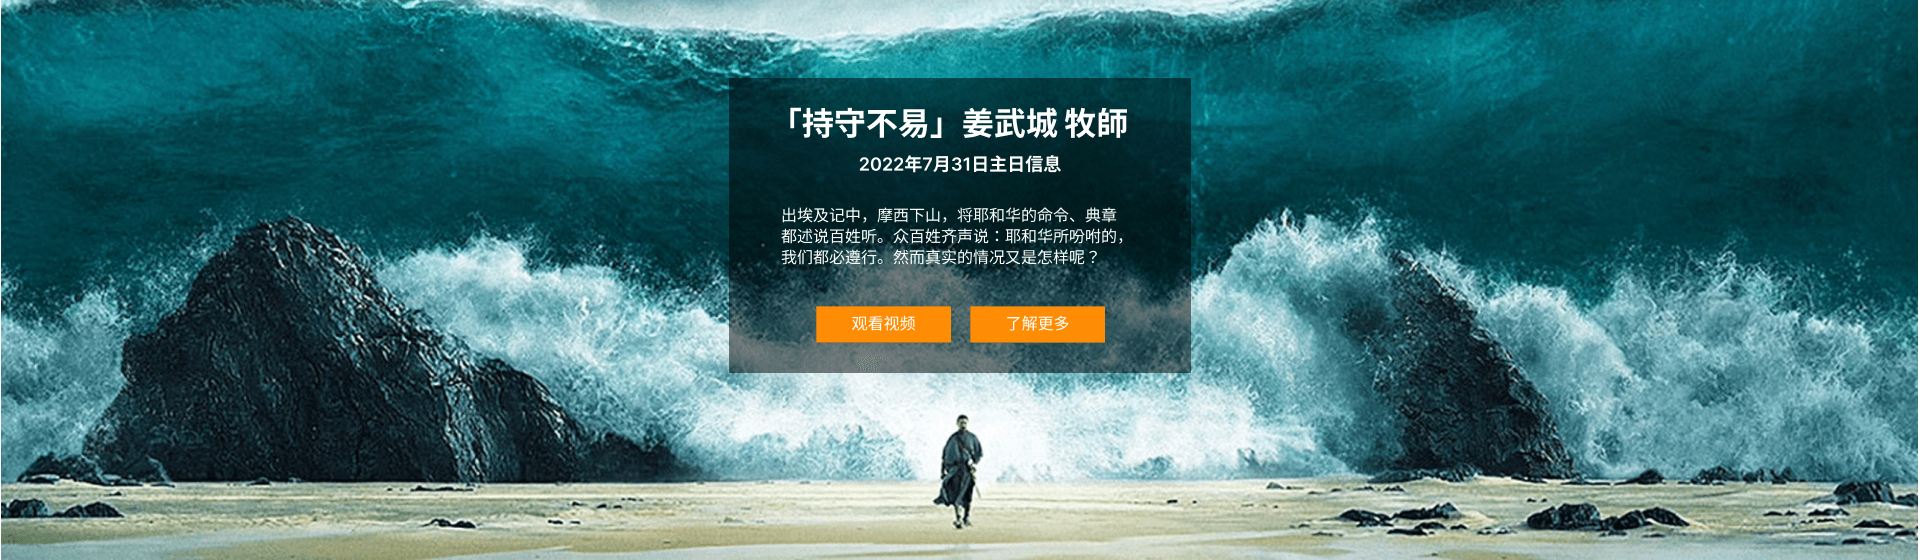 「持守不易」姜武城 牧師
2022年7月31日主日信息
出埃及记中，摩西下山，将耶和华的命令、典章
都述说百姓听。众百姓齐声说：耶和华所吩咐的，
我们都必遵行。然而真实的情况又是怎样呢？
观看视频 了解更多